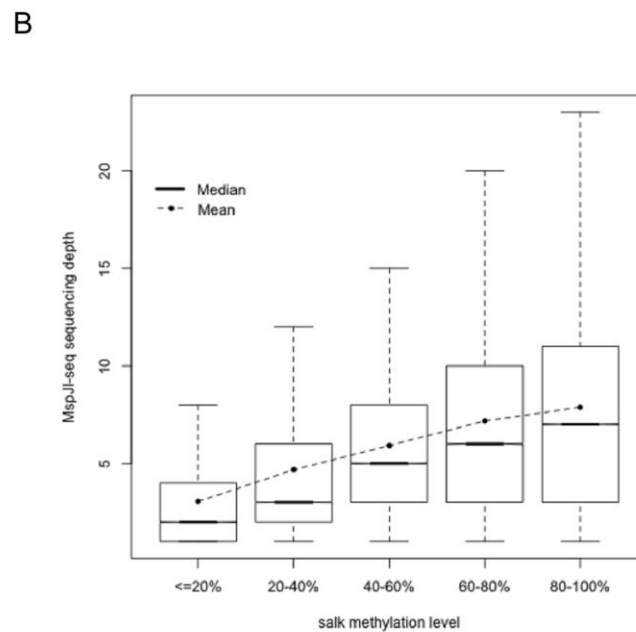 B
Median
Mean
MspJI-seq sequencing depth
20
15
10
5
<=20% 20-40% 40-60% 60-80% 80-100%
salk methylation level